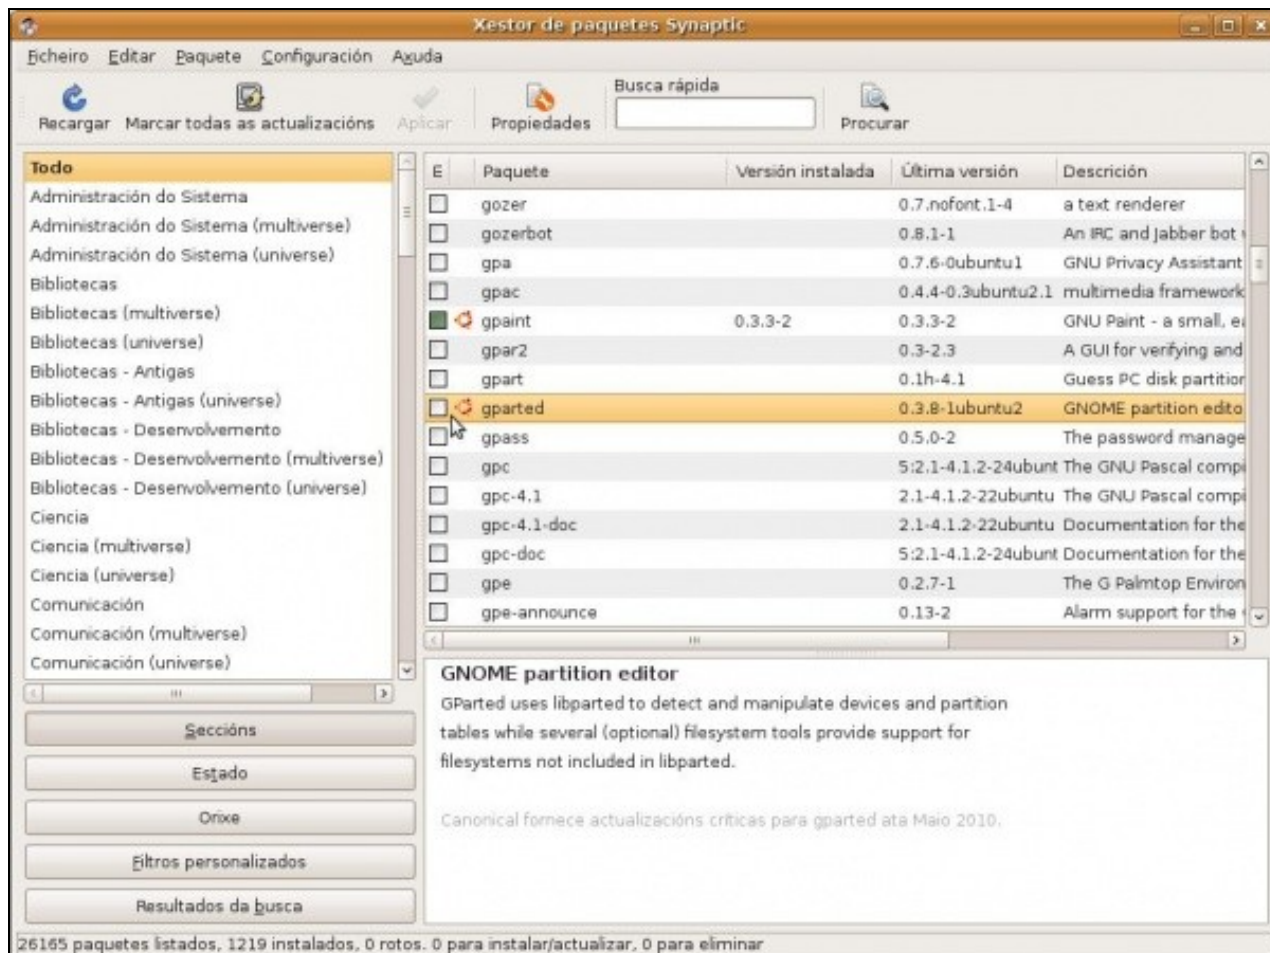 Xestor de paquetes Synaptic
Ficheiro Editar Paquete Configuración Axuda
Recargar Marcar todas as actualizacións Aplicar Propiedades Busca rápida Procurar
Todo
Administración do Sistema
Administración do Sistema (multiverse)
Administración do Sistema (universe)
Bibliotecas
Bibliotecas (multiverse)
Bibliotecas (universe)
Bibliotecas - Antigas
Bibliotecas - Antigas (universe)
Bibliotecas - Desenvolvemento
Bibliotecas - Desenvolvemento (multiverse)
Bibliotecas - Desenvolvemento (universe)
Ciencia
Ciencia (multiverse)
Ciencia (universe)
Comunicación
Comunicación (multiverse)
Comunicación (universe)
Seccións
Estado
Orixe
Filtros personalizados
Resultados da busca
E Paquete Versión instalada Última versión Descrición
gozer 0.7.nofont.1-4 a text renderer
gozerbot 0.8.1-1 An IRC and Jabber bot
gpa 0.7.6-0ubuntu1 GNU Privacy Assistant
gpac 0.4.4-0.3ubuntu2.1 multimedia framework
gpaint 0.3.3-2 0.3.3-2 GNU Paint - a small, ea
gpar2 0.3-2.3 A GUI for verifying and
gpart 0.1h-4.1 Guess PC disk partition
gparted 0.3.8-1ubuntu2 GNOME partition edito
gpass 0.5.0-2 The password manage
gpc 5:2.1-4.1.2-24ubunt The GNU Pascal compi
gpc-4.1 2.1-4.1.2-22ubuntu The GNU Pascal compi
gpc-4.1-doc 2.1-4.1.2-22ubuntu Documentation for the
gpc-doc 5:2.1-4.1.2-24ubunt Documentation for the
gpe 0.2.7-1 The G Palmtop Environ
gpe-announce 0.13-2 Alarm support for the
GNOME partition editor
GParted uses libparted to detect and manipulate devices and partition
tables while several (optional) filesystem tools provide support for
filesystems not included in libparted.
Canonical fornece actualizacións críticas para gparted ata Maio 2010.
26165 paquetes listados, 1219 instalados, 0 rotos. 0 para instalar/actualizar, 0 para eliminar